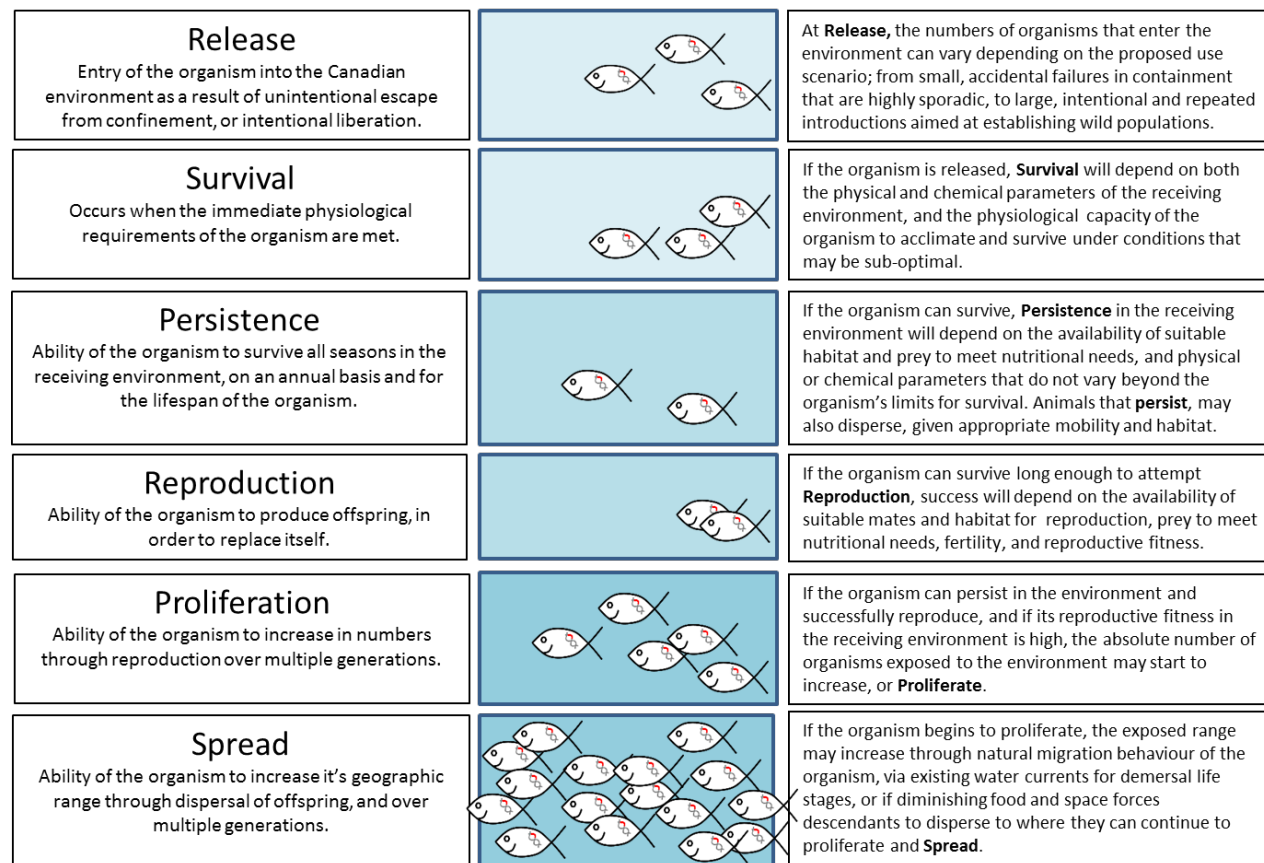 Release
Entry of the organism into the Canadian
environment as a result of unintentional escape
from confinement, or intentional liberation.
At Release, the numbers of organisms that enter the
environment can vary depending on the proposed use
scenario; from small, accidental failures in containment
that are highly sporadic, to large, intentional and repeated
introductions aimed at establishing wild populations.
Survival
Occurs when the immediate physiological
requirements of the organism are met.
If the organism is released, Survival will depend on both
the physical and chemical parameters of the receiving
environment, and the physiological capacity of the
organism to acclimate and survive under conditions that
may be sub-optimal.
Persistence
Ability of the organism to survive all seasons in the
receiving environment, on an annual basis and for
the lifespan of the organism.
If the organism can survive, Persistence in the receiving
environment will depend on the availability of suitable
habitat and prey to meet nutritional needs, and physical
or chemical parameters that do not vary beyond the
organism's limits for survival. Animals that persist, may
also disperse, given appropriate mobility and habitat.
Reproduction
Ability of the organism to produce offspring, in
order to replace itself.
If the organism can survive long enough to attempt
Reproduction, success will depend on the availability of
suitable mates and habitat for reproduction, prey to meet
nutritional needs, fertility, and reproductive fitness.
Proliferation
Ability of the organism to increase in numbers
through reproduction over multiple generations.
If the organism can persist in the environment and
successfully reproduce, and if its reproductive fitness in
the receiving environment is high, the absolute number of
organisms exposed to the environment may start to
increase, or Proliferate.
Spread
Ability of the organism to increase it's geographic
range through dispersal of offspring, and over
multiple generations.
If the organism begins to proliferate, the exposed range
may increase through natural migration behaviour of the
organism, via existing water currents for demersal life
stages, or if diminishing food and space forces
descendants to disperse to where they can continue to
proliferate and Spread.